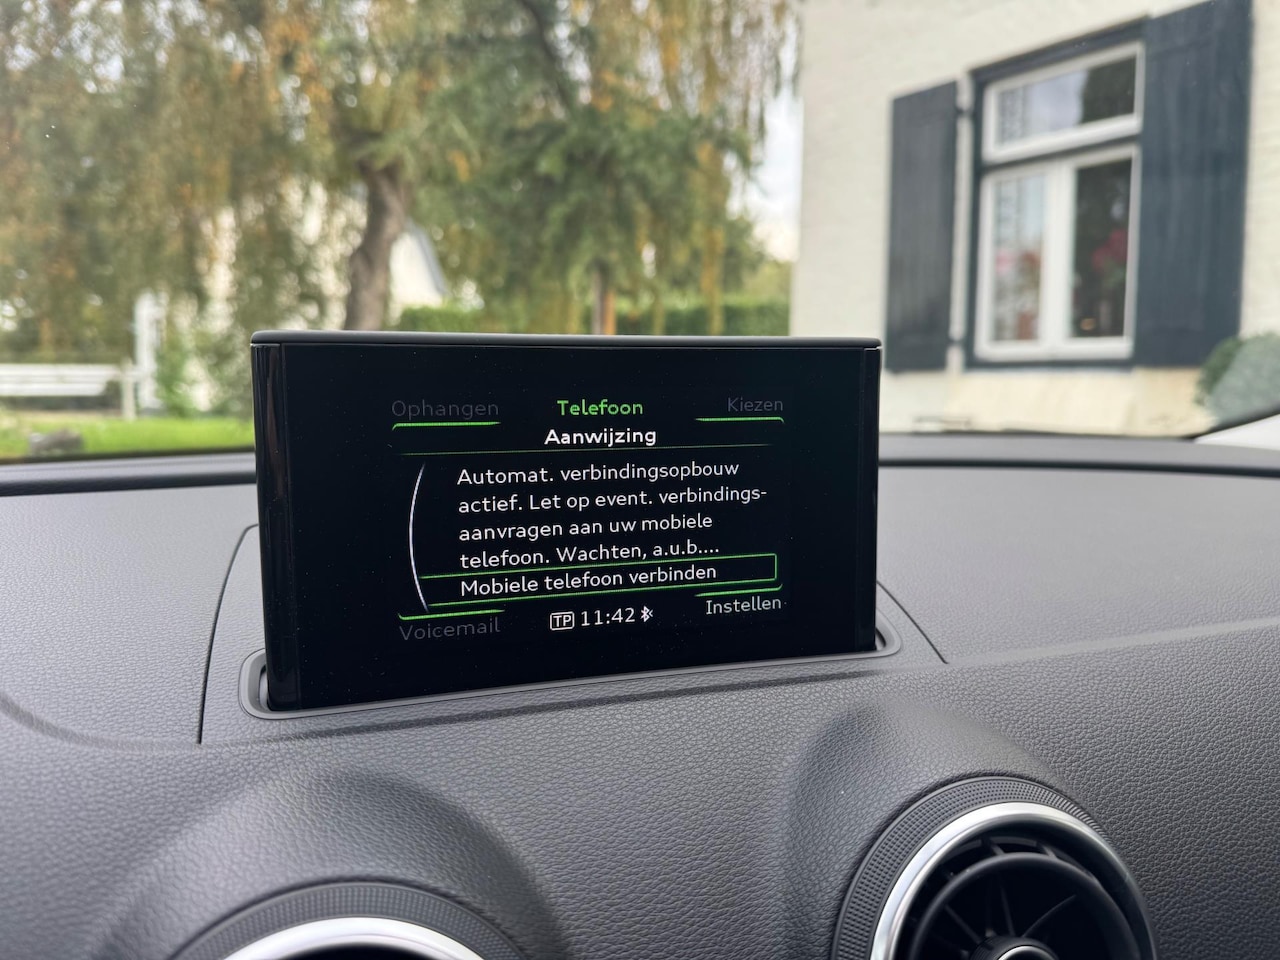 Ophangen Telefoon Kiezen
Aanwijzing
Automat. verbindingsopbouw
actief. Let op event. verbindings-
aanvragen aan uw mobiele
telefoon. Wachten, a.u.b....
Mobiele telefoon verbinden
Voicemail TP 11:42 Instellen